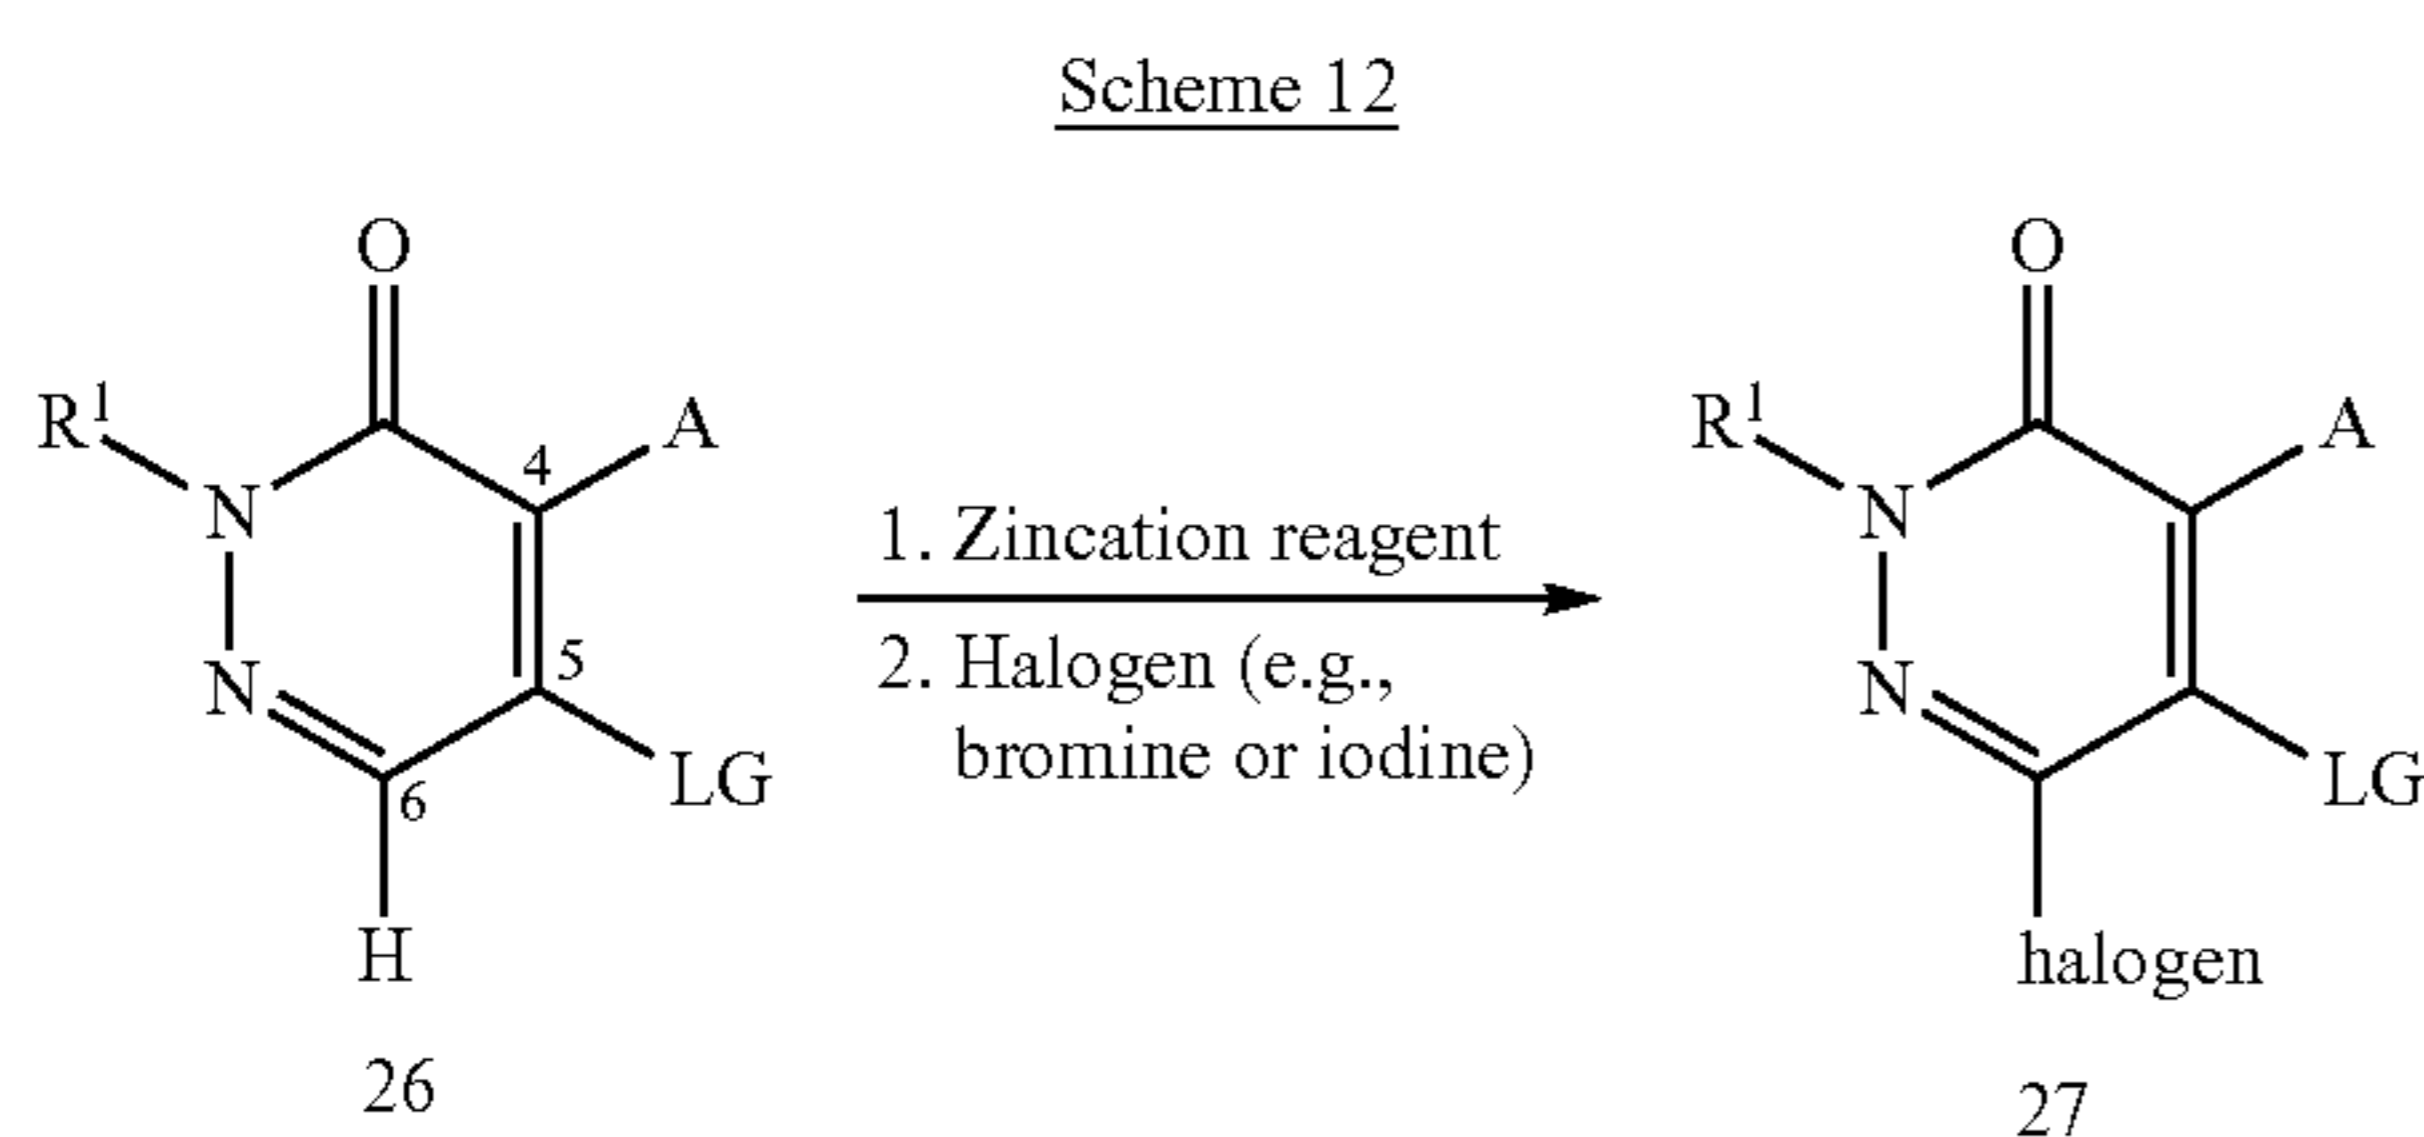 Scheme 12
O
R1
N
N
4
A
5
LG
6
H
26
1. Zincation reagent
2. Halogen (e.g.,
bromine or iodine)
O
R1
N
N
A
LG
halogen
27